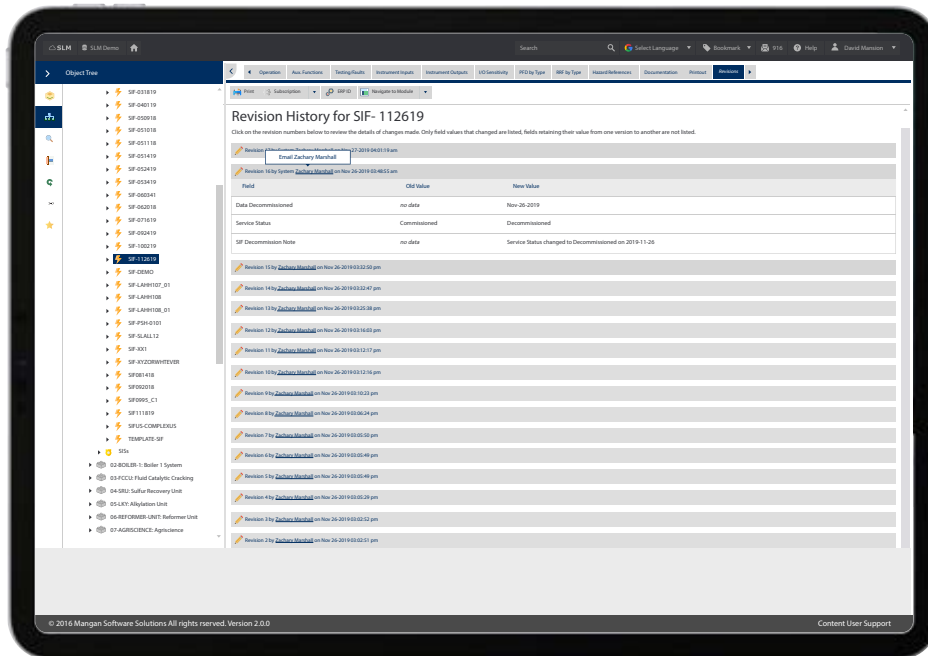 SLM SLM Demo Search Select Language Bookmark 916 Help David Mansion
Object Tree
Operation Aux. Functions Testing/Faults Instrument Inputs Instrument Outputs I/O Sensitivity PFD by Type RRF by Type Hazard References Documentation Printout Revisions
Print Subscription ERP ID Navigate to Module
SIF-031819
SIF-040119
SIF-050918
SIF-051018
SIF-051118
SIF-051419
SIF-052419
SIF-053419
SIF-060341
SIF-062018
SIF-071619
SIF-092419
SIF-100219
SIF-112619
SIF-DEMO
SIF-LAHH107_01
SIF-LAHH108
SIF-LAHH108_01
SIF-PSH-0101
SIF-SLALL12
SIF-XX1
SIF-XYZORWHTEVER
SIF081418
SIF092018
SIF0995_C1
SIF111819
SIFUS-COMPLEXUS
TEMPLATE-SIF
SISs
02-BOILER-1: Boiler 1 System
03-FCCU: Fluid Catalytic Cracking
04-SRU: Sulfur Recovery Unit
05-LKY: Alkylation Unit
06-REFORMER-UNIT: Reformer Unit
07-AGRISCIENCE: Agriscience
Revision History for SIF- 112619
Click on the revision numbers below to review the details of changes made. Only field values that changed are listed, fields retaining their value from one version to another are not listed.
Revision 17 by System Zachary Marshall on Nov-27-2019 04:01:19 am
Email Zachary Marshall
Revision 16 by System Zachary Marshall on Nov 26-2019 03:48:55 am
Field Old Value New Value
Data Decommissioned no data Nov-26-2019
Service Status Commissioned Decommissioned
SIF Decommission Note no data Service Status changed to Decommissioned on 2019-11-26
Revision 15 by Zachary Marshall on Nov 26-2019 03:32:50 pm
Revision 14 by Zachary Marshall on Nov 26-2019 03:32:47 pm
Revision 13 by Zachary Marshall on Nov 26-2019 03:25:38 pm
Revision 12 by Zachary Marshall on Nov 26-2019 03:16:03 pm
Revision 11 by Zachary Marshall on Nov 26-2019 03:12:17 pm
Revision 10 by Zachary Marshall on Nov 26-2019 03:12:16 pm
Revision 9 by Zachary Marshall on Nov 26-2019 03:10:23 pm
Revision 8 by Zachary Marshall on Nov 26-2019 03:06:24 pm
Revision 7 by Zachary Marshall on Nov 26-2019 03:05:50 pm
Revision 6 by Zachary Marshall on Nov 26-2019 03:05:49 pm
Revision 5 by Zachary Marshall on Nov 26-2019 03:05:49 pm
Revision 4 by Zachary Marshall on Nov 26-2019 03:05:29 pm
Revision 3 by Zachary Marshall on Nov 26-2019 03:02:52 pm
Revision 2 by Zachary Marshall on Nov 26-2019 03:02:51 pm
© 2016 Mangan Software Solutions All rights rserved. Version 2.0.0 Content User Support